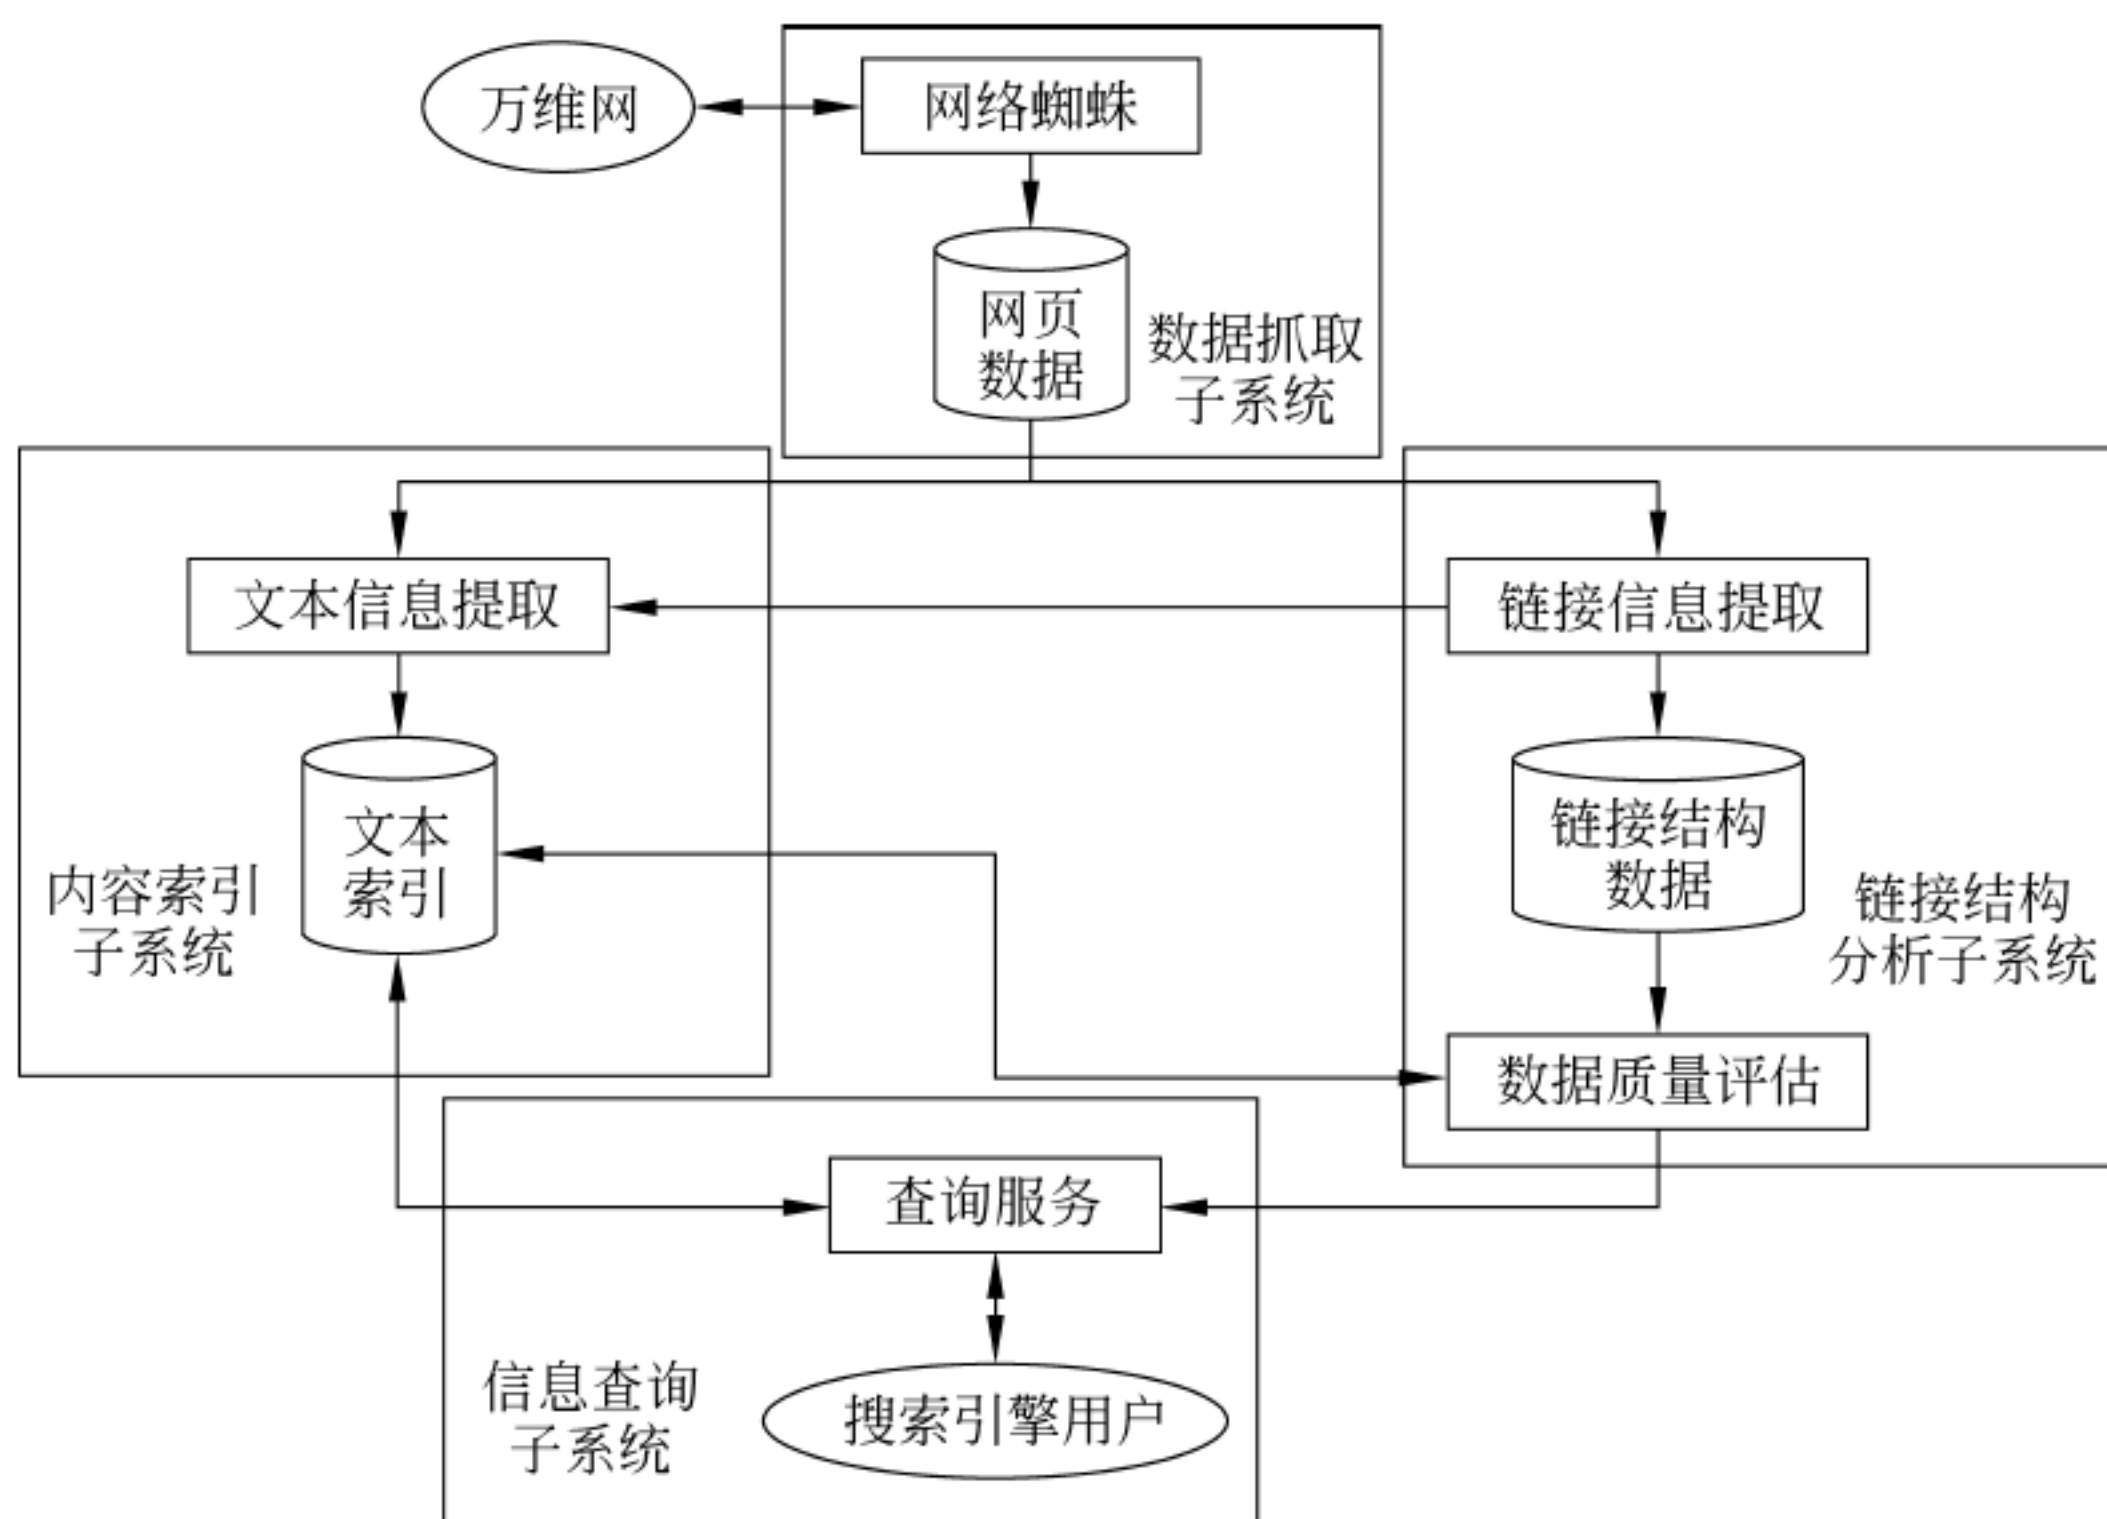 万维网
网络蜘蛛
网页
数据
数据抓取
子系统
文本信息提取
链接信息提取
文本
索引
内容索引
子系统
链接结构
数据
链接结构
分析子系统
数据质量评估
查询服务
信息查询
子系统
搜索引擎用户